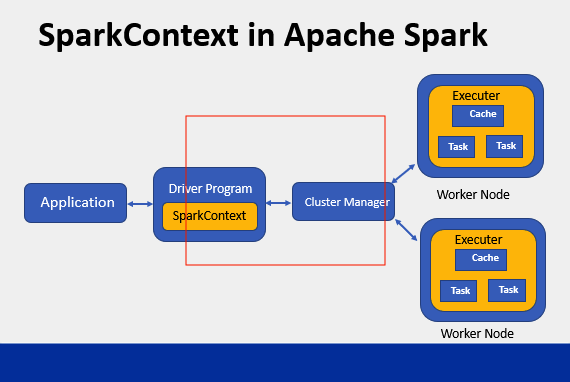 SparkContext in Apache Spark
Application
Driver Program
SparkContext
Cluster Manager
Executer
Cache
Task
Task
Worker Node
Executer
Cache
Task
Task
Worker Node